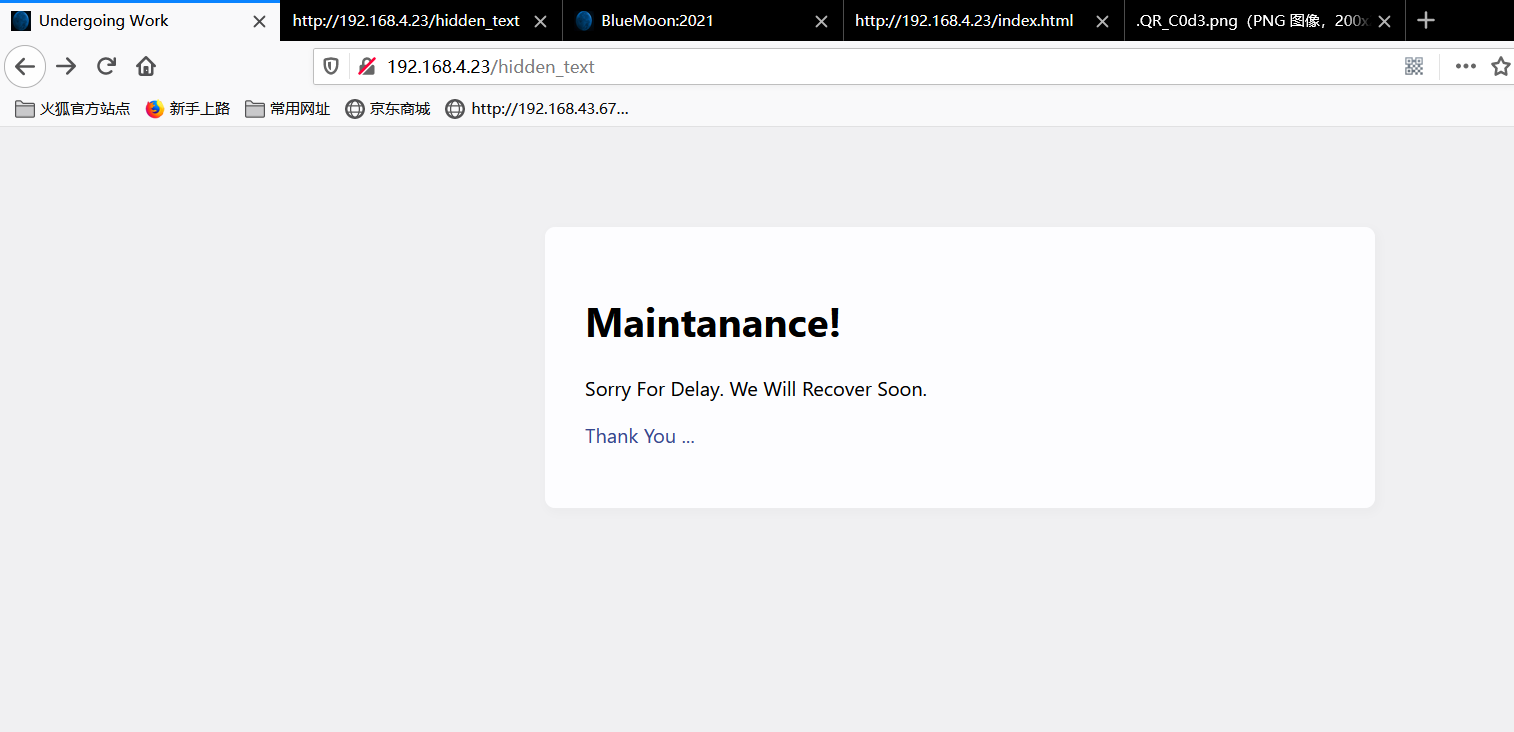 Undergoing Work
http://192.168.4.23/hidden_text
BlueMoon:2021
http://192.168.4.23/index.html
.QR_C0d3.png（PNG 图像，200x
192.168.4.23/hidden_text
火狐官方站点
新手上路
常用网址
京东商城
http://192.168.43.67...
Maintanance!
Sorry For Delay. We Will Recover Soon.
Thank You ...